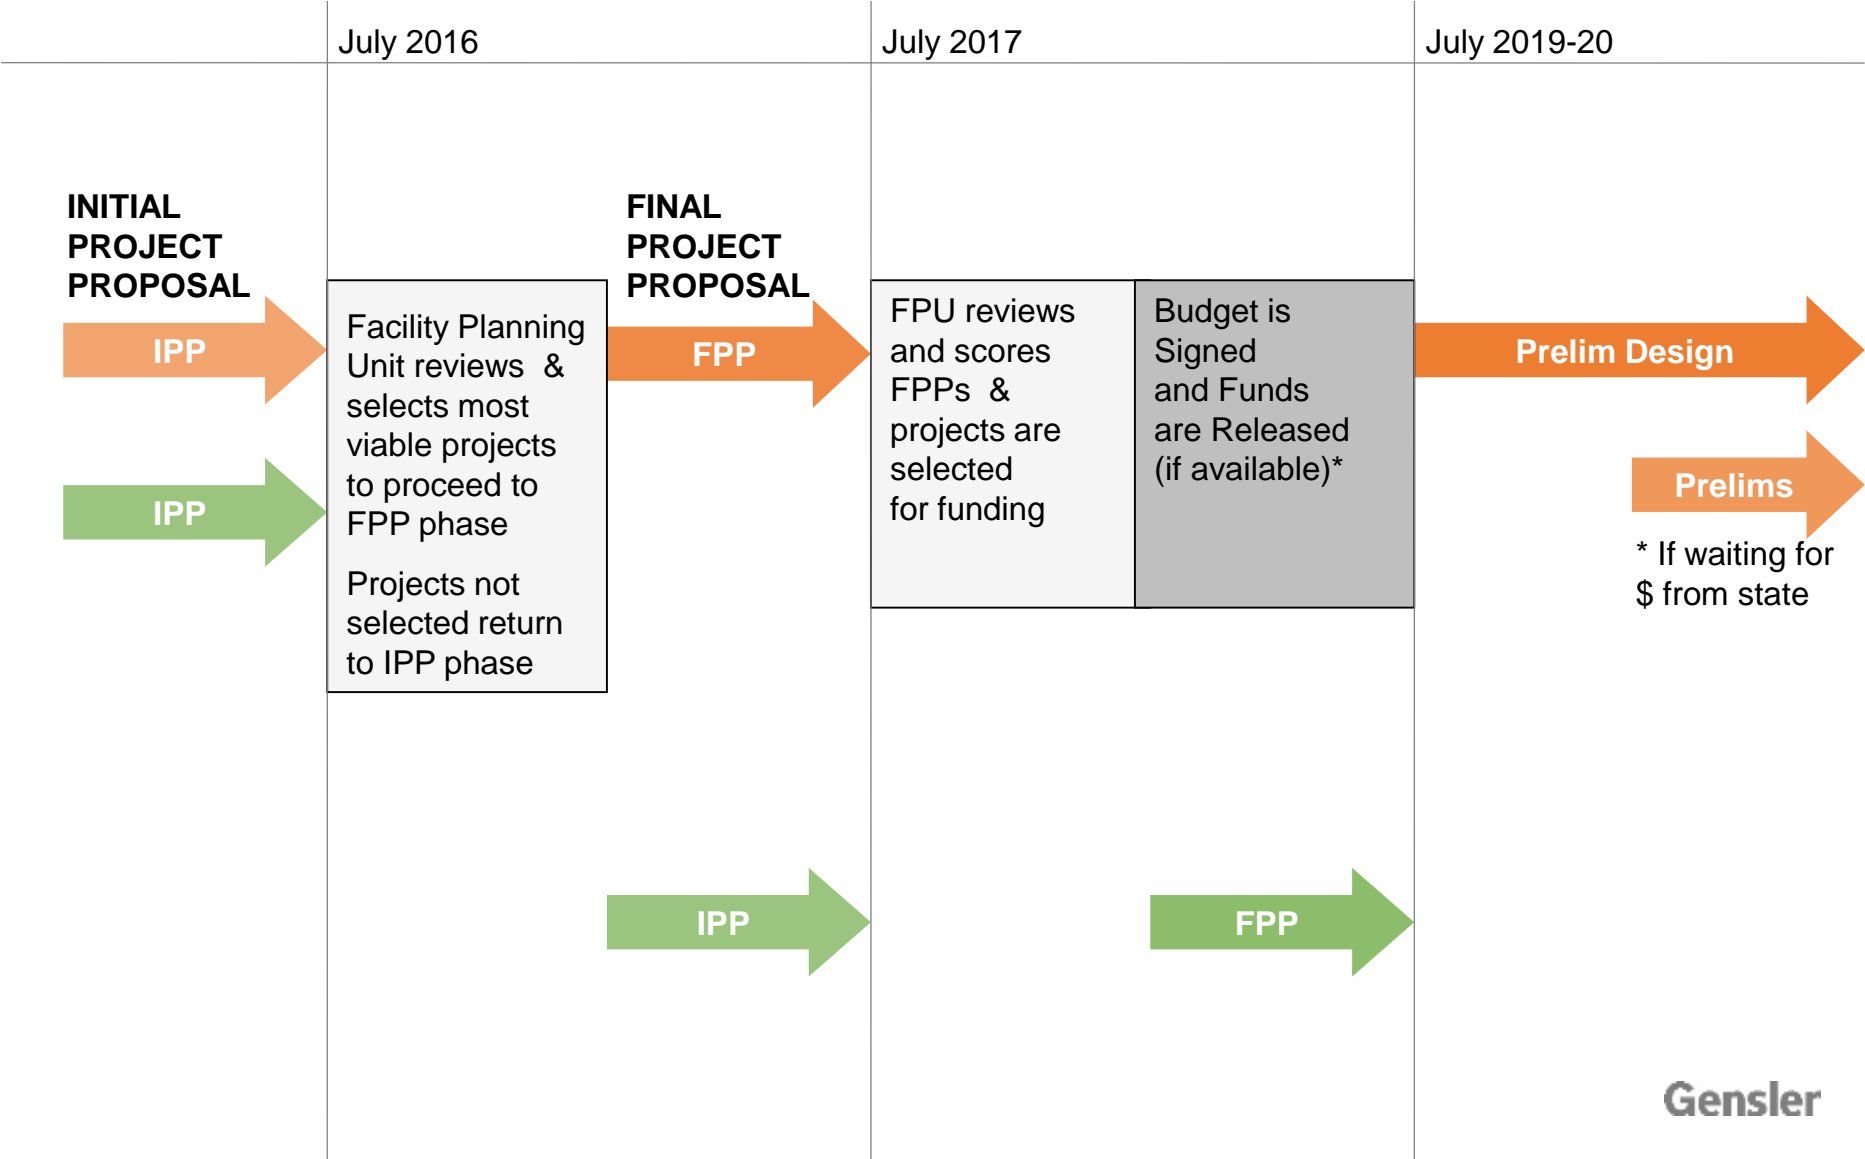 July 2016
July 2017
July 2019-20
INITIAL
PROJECT
PROPOSAL
IPP
IPP
Facility Planning
Unit reviews &
selects most
viable projects
to proceed to
FPP phase
Projects not
selected return
to IPP phase
FINAL
PROJECT
PROPOSAL
FPP
FPU reviews
and scores
FPPs &
projects are
selected
for funding
Budget is
Signed
and Funds
are Released
(if available)*
Prelim Design
Prelims
* If waiting for
$ from state
IPP
FPP
Gensler